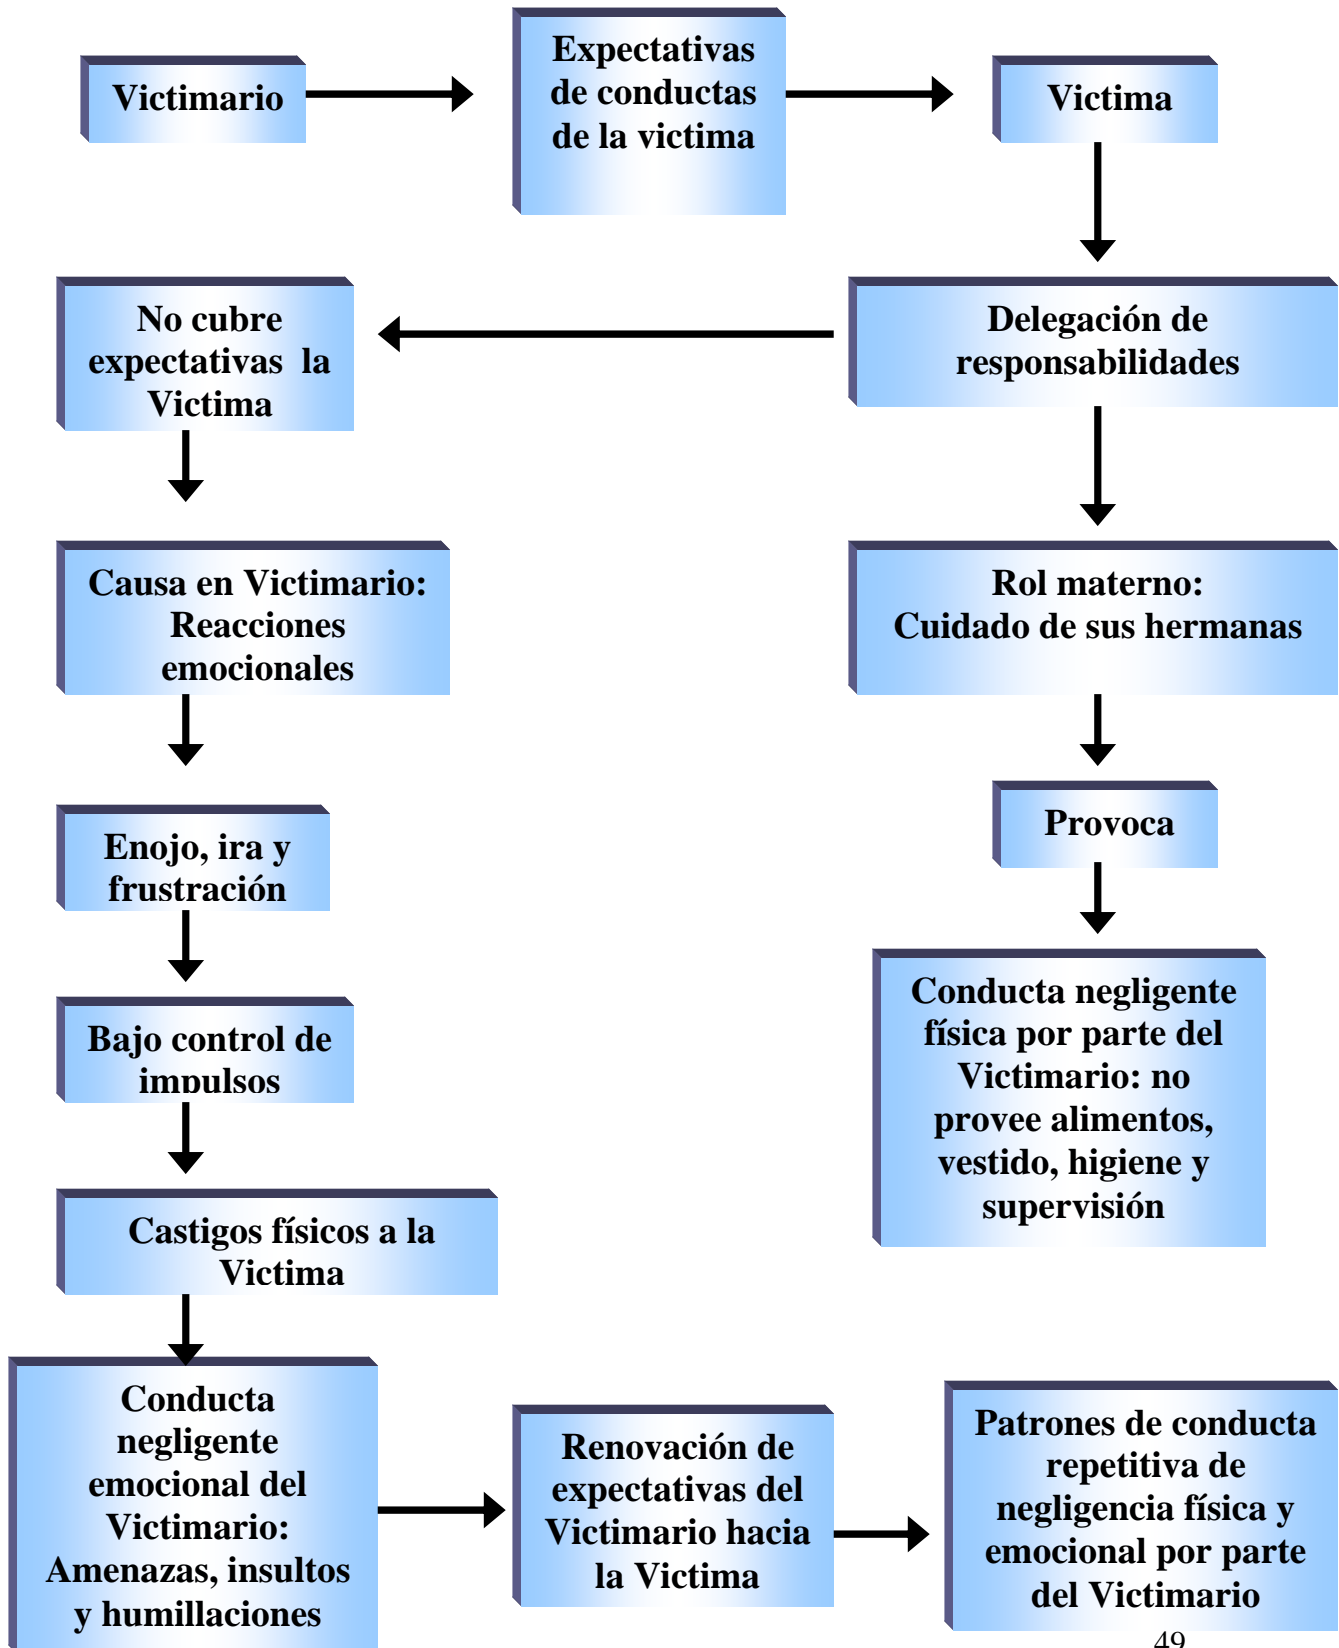 Victimario
Expectativas
de conductas
de la victima
Victima
No cubre
expectativas la
Victima
Delegación de
responsabilidades
Causa en Victimario:
Reacciones
emocionales
Rol materno:
Cuidado de sus hermanas
Enojo, ira y
frustración
Provoca
Bajo control de
impulsos
Conducta negligente
física por parte del
Victimario: no
provee alimentos,
vestido, higiene y
supervisión
Castigos físicos a la
Victima
Conducta
negligente
emocional del
Victimario:
Amenazas, insultos
y humillaciones
Renovación de
expectativas del
Victimario hacia
la Victima
Patrones de conducta
repetitiva de
negligencia física y
emocional por parte
del Victimario
49